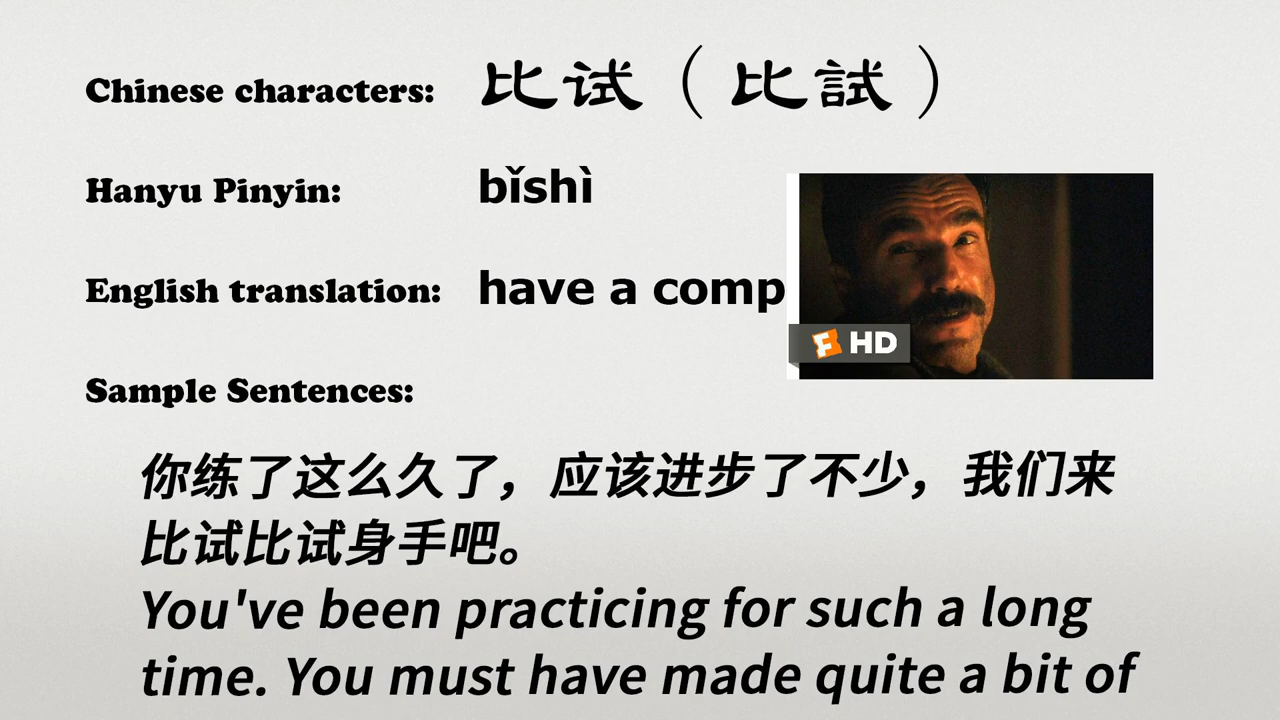 Chinese characters: 比试（比試）
Hanyu Pinyin: bǐshì
English translation: have a comp
Sample Sentences:
HD
你练了这么久了，应该进步了不少，我们来
比试比试身手吧。
You've been practicing for such a long
time. You must have made quite a bit of